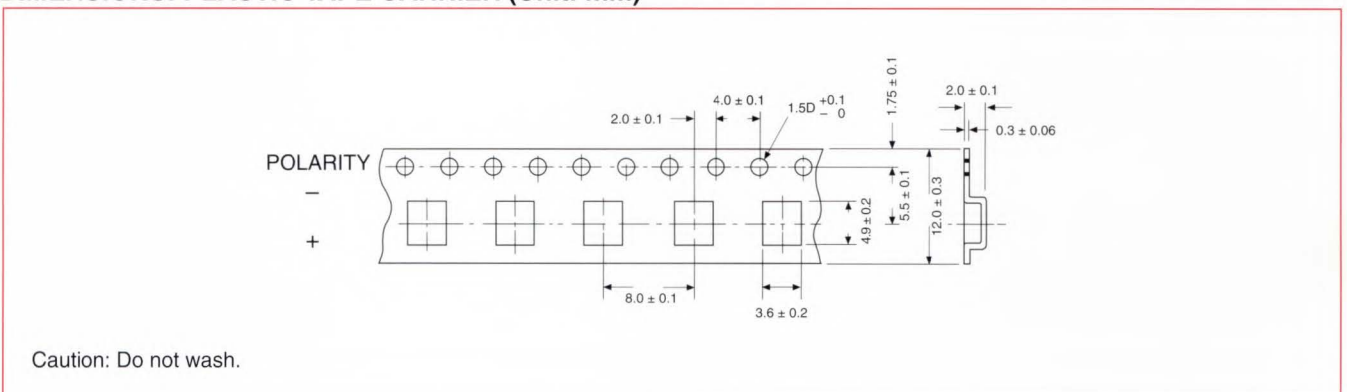 1.75 ± 0.1
2.0 ± 0.1
4.0 ± 0.1
1.5D +0.1 – 0
2.0 ± 0.1
0.3 ± 0.06
POLARITY
–
+
4.9 ± 0.2
5.5 ± 0.1
12.0 ± 0.3
8.0 ± 0.1
3.6 ± 0.2
Caution: Do not wash.